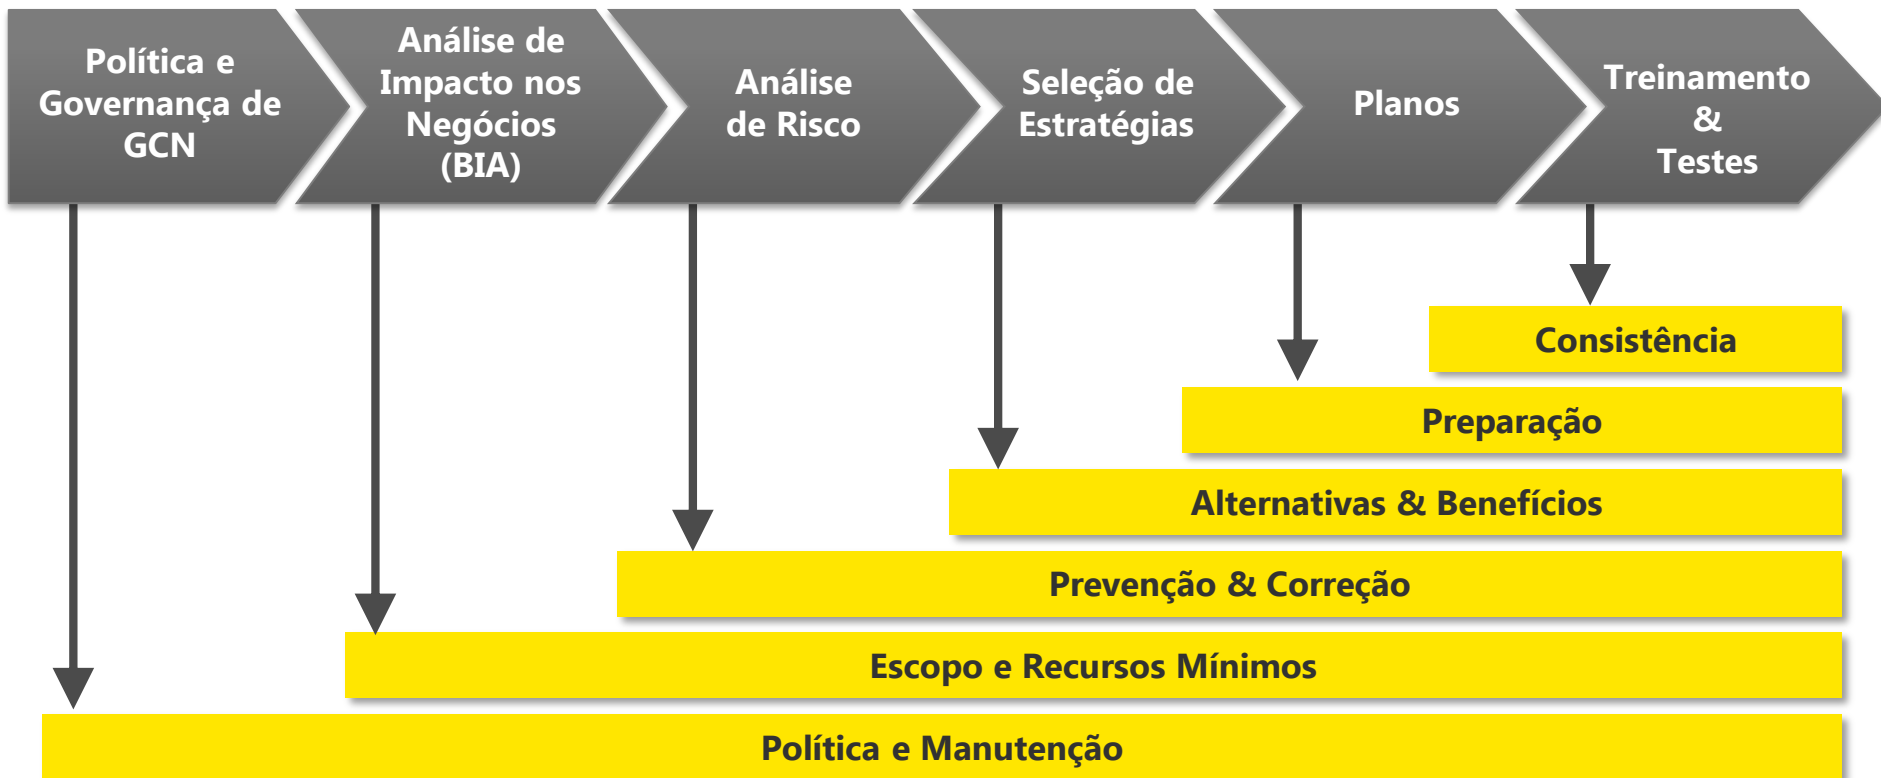 Política e
Governança de
GCN
Análise de
Impacto nos
Negócios
(BIA)
Análise
de Risco
Seleção de
Estratégias
Planos
Treinamento
&
Testes
Consistência
Preparação
Alternativas & Benefícios
Prevenção & Correção
Escopo e Recursos Mínimos
Política e Manutenção